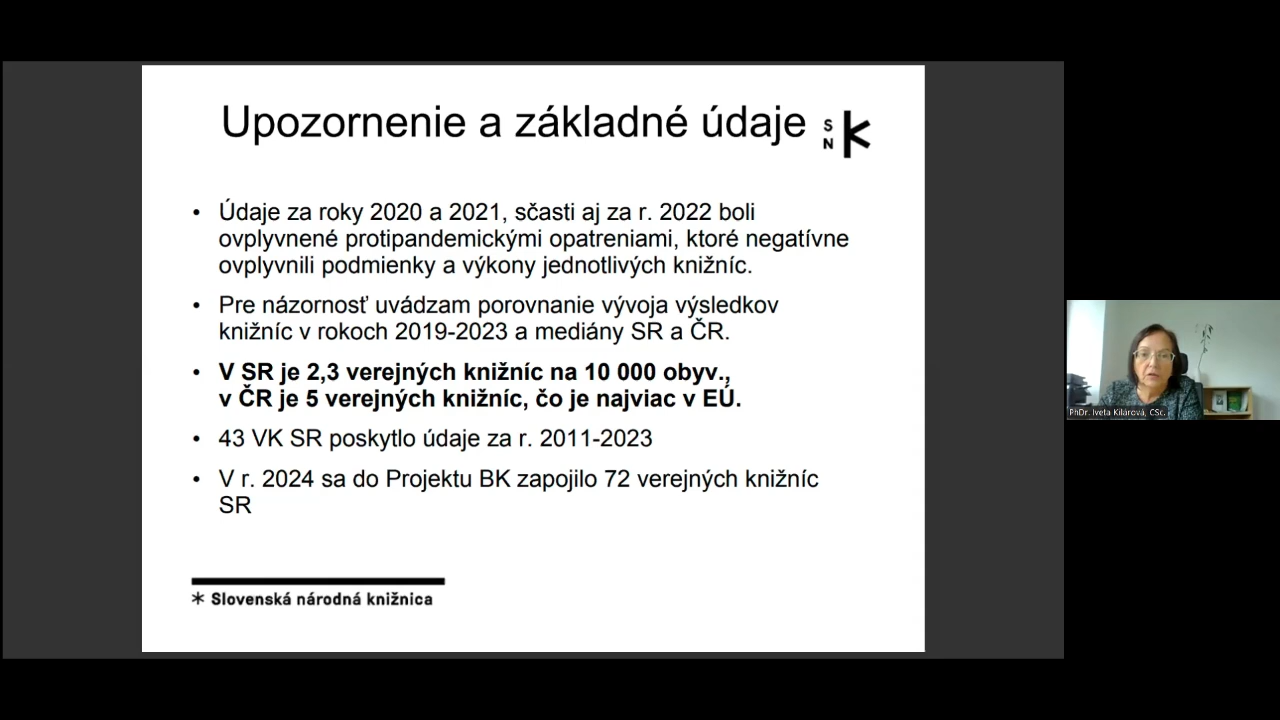 Upozornenie a základné údaje
S
N
K
• Údaje za roky 2020 a 2021, sčasti aj za r. 2022 boli
ovplyvnené protipandemickými opatreniami, ktoré negatívne
ovplyvnili podmienky a výkony jednotlivých knižníc.
• Pre názornosť uvádzam porovnanie vývoja výsledkov
knižníc v rokoch 2019-2023 a mediány SR a ČR.
• V SR je 2,3 verejných knižníc na 10 000 obyv.,
v ČR je 5 verejných knižníc, čo je najviac v EÚ.
• 43 VK SR poskytlo údaje za r. 2011-2023
• V r. 2024 sa do Projektu BK zapojilo 72 verejných knižníc
SR
* Slovenská národná knižnica
PhDr. Iveta Kilárová, CSc.